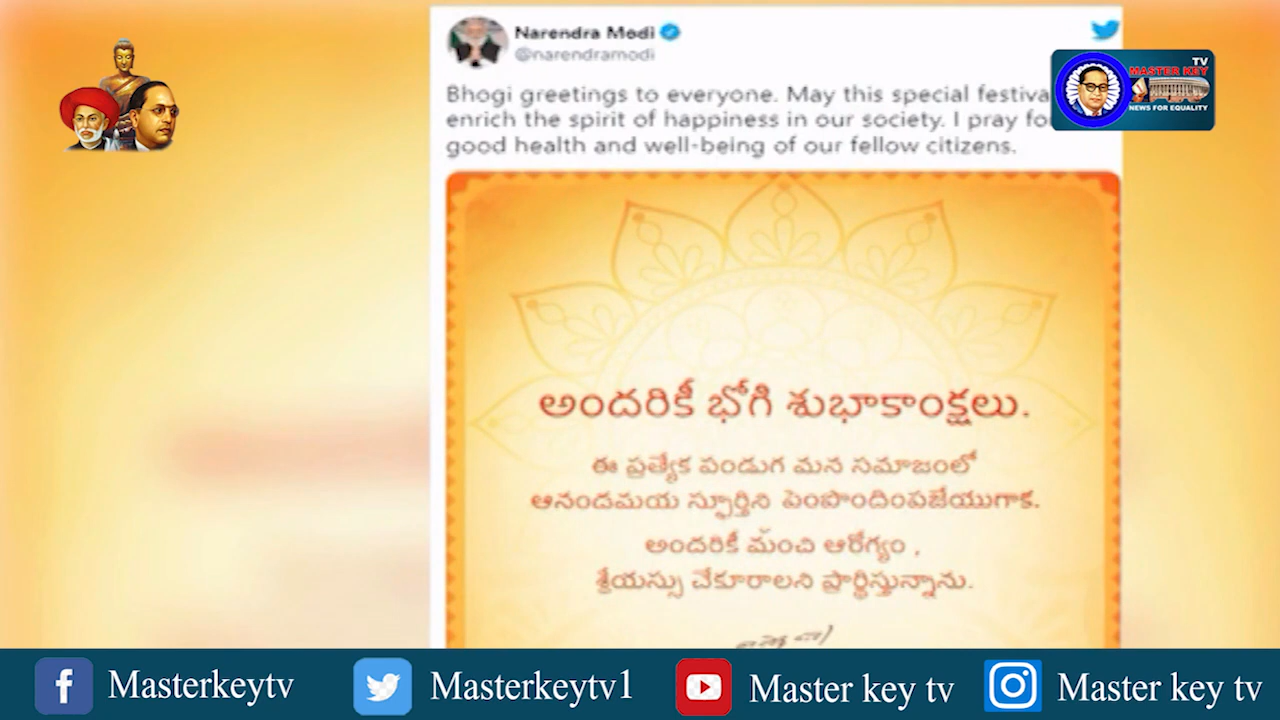 Narendra Modi
@narendramodi
TV
MASTER KEY
NEWS FOR EQUALITY
Bhogi greetings to everyone. May this special festiva
enrich the spirit of happiness in our society. I pray fo
good health and well-being of our fellow citizens.
అందరికీ భోగి శుభాకాంక్షలు.
ఈ ప్రత్యేక పండుగ మన సమాజంలో
ఆనందమయ స్ఫూర్తిని పెంపొందింపజేయుగాక.
అందరికీ మంచి ఆరోగ్యం ,
శ్రేయస్సు చేకూరాలని ప్రార్థిస్తున్నాను.
Masterkeytv
Masterkeytv1
Master key tv
Master key tv